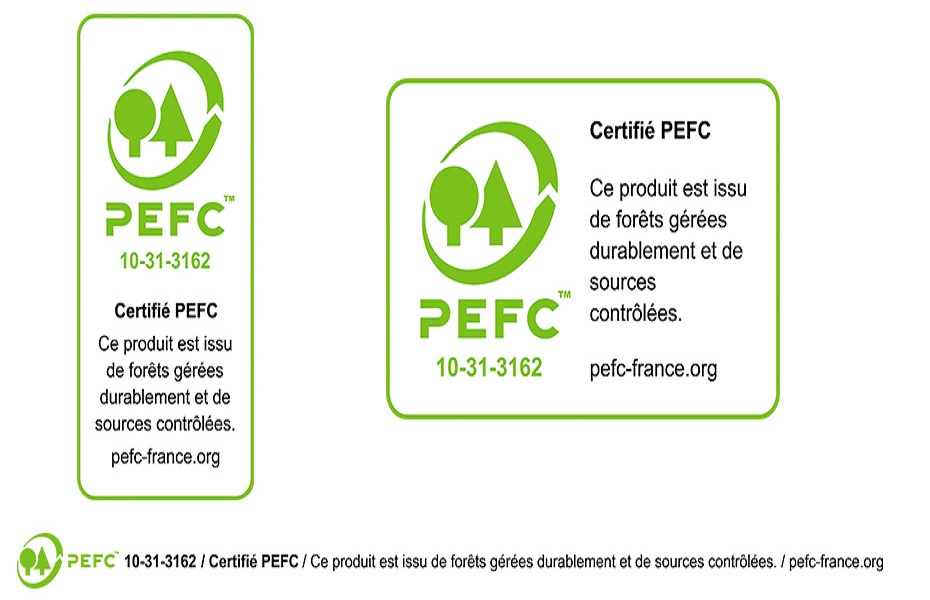 PEFC™
10-31-3162
Certifié PEFC
Ce produit est issu
de forêts gérées
durablement et de
sources contrôlées.
pefc-france.org
PEFC™
10-31-3162
Certifié PEFC
Ce produit est issu
de forêts gérées
durablement et de
sources
contrôlées.
pefc-france.org
PEFC™ 10-31-3162 / Certifié PEFC / Ce produit est issu de forêts gérées durablement et de sources contrôlées. / pefc-france.org